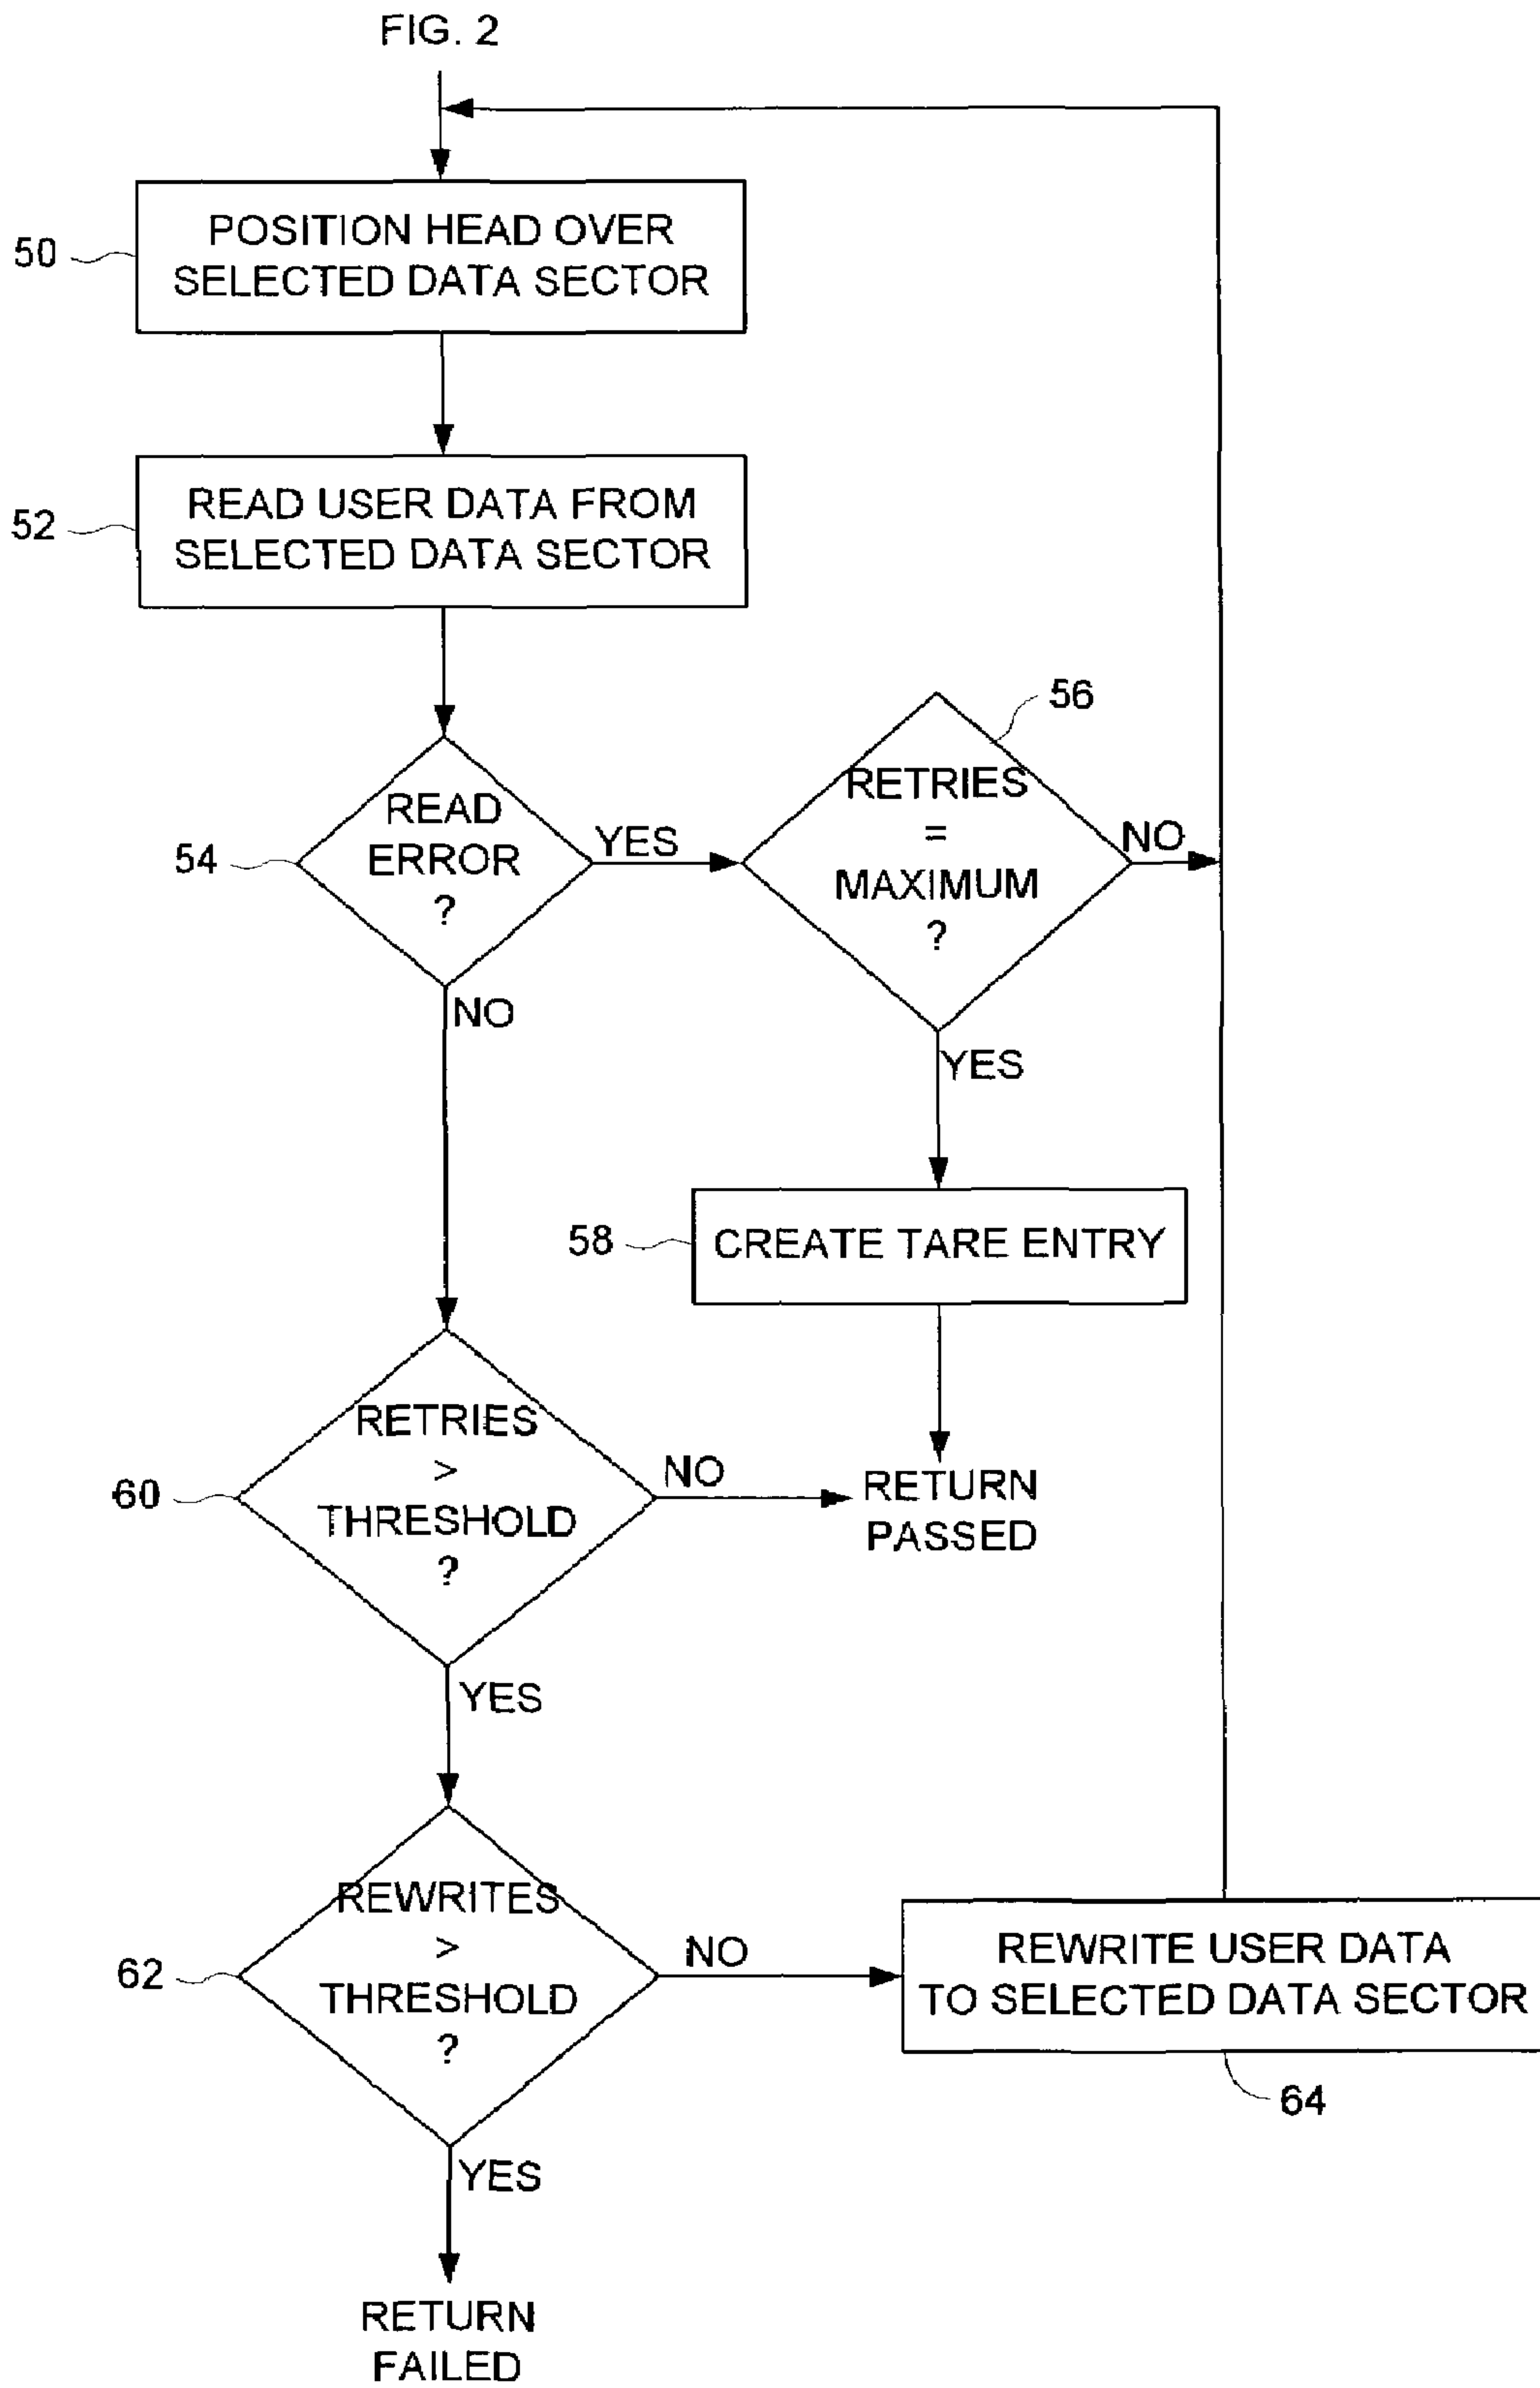 FIG. 2
50
POSITION HEAD OVER
SELECTED DATA SECTOR
52
READ USER DATA FROM
SELECTED DATA SECTOR
54
READ
ERROR
?
YES
NO
56
RETRIES
=
MAXIMUM
?
NO
YES
58
CREATE TARE ENTRY
60
RETRIES
>
THRESHOLD
?
NO
RETURN
PASSED
YES
62
REWRITES
>
THRESHOLD
?
NO
REWRITE USER DATA
TO SELECTED DATA SECTOR
64
YES
RETURN
FAILED